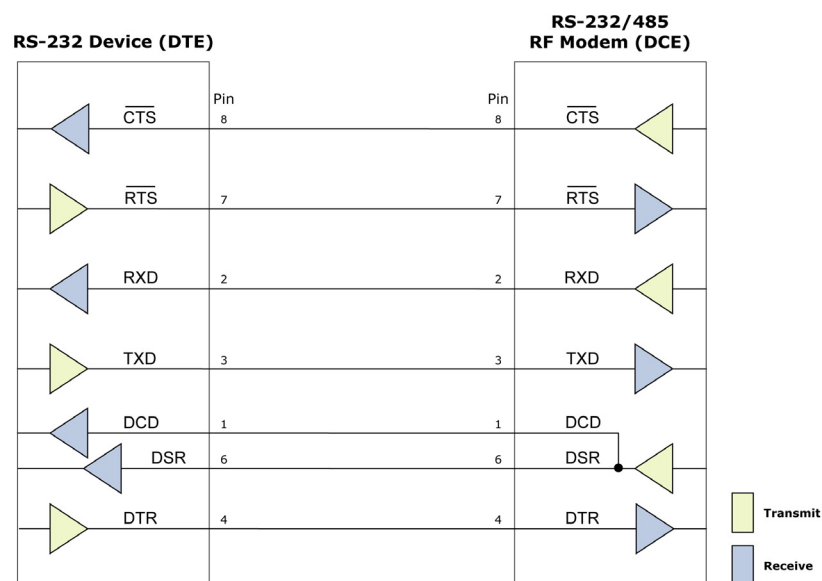 RS-232 Device (DTE)
RS-232/485
RF Modem (DCE)
Pin
Pin
CTS
8
8
CTS
RTS
7
7
RTS
RXD
2
2
RXD
TXD
3
3
TXD
DCD
1
1
DCD
DSR
6
6
DSR
DTR
4
4
DTR
Transmit
Receive